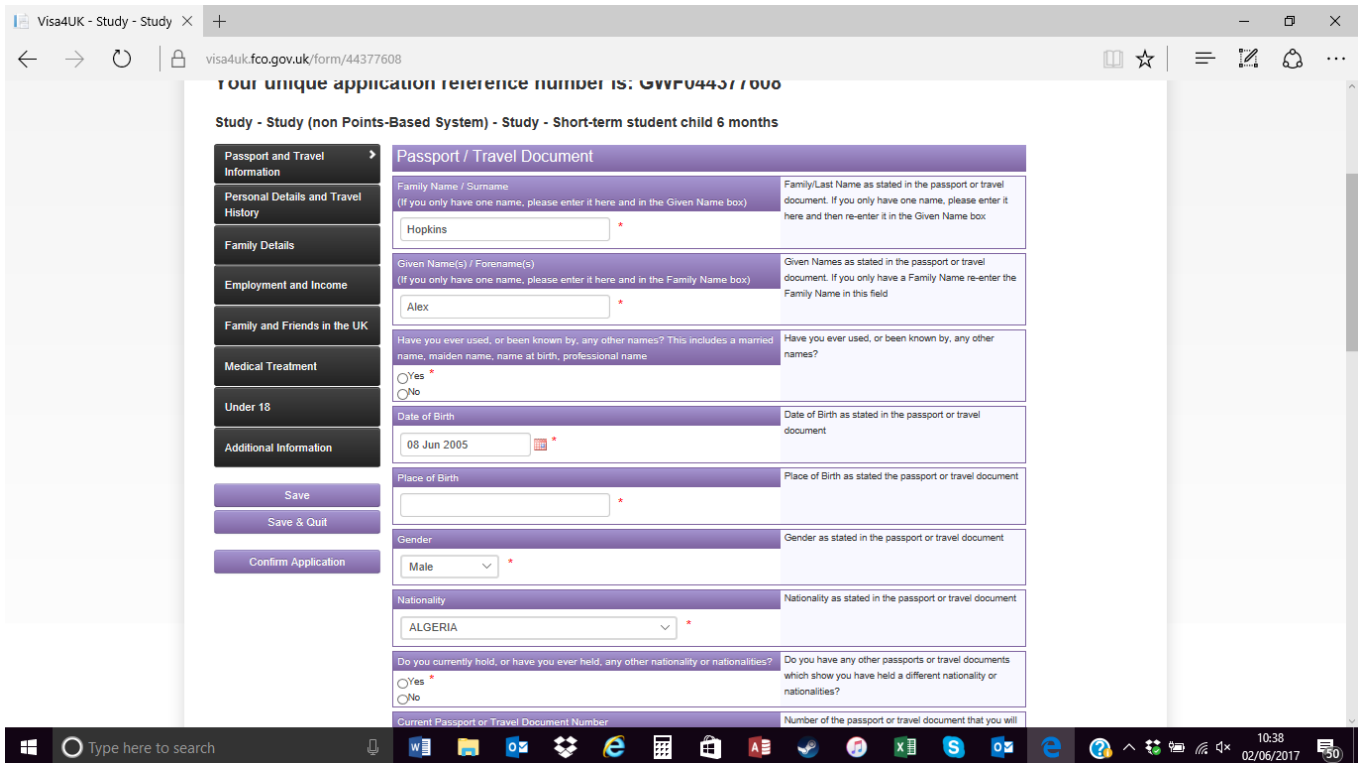 Visa4UK - Study - Study
visa4uk.fco.gov.uk/form/44377608
Your unique application reference number is: GWF044377608
Study - Study (non Points-Based System) - Study - Short-term student child 6 months
Passport and Travel
Information
Personal Details and Travel
History
Family Details
Employment and Income
Family and Friends in the UK
Medical Treatment
Under 18
Additional Information
Save
Save & Quit
Confirm Application
Passport / Travel Document
Family Name / Surname
(If you only have one name, please enter it here and in the Given Name box)
Hopkins *
Family/Last Name as stated in the passport or travel
document. If you only have one name, please enter it
here and then re-enter it in the Given Name box
Given Name(s) / Forename(s)
(If you only have one name, please enter it here and in the Family Name box)
Alex *
Given Names as stated in the passport or travel
document. If you only have a Family Name re-enter the
Family Name in this field
Have you ever used, or been known by, any other names? This includes a married
name, maiden name, name at birth, professional name
Yes *
No
Have you ever used, or been known by, any other
names?
Date of Birth
08 Jun 2005 *
Date of Birth as stated in the passport or travel
document
Place of Birth
*
Place of Birth as stated the passport or travel document
Gender
Male *
Gender as stated in the passport or travel document
Nationality
ALGERIA *
Nationality as stated in the passport or travel document
Do you currently hold, or have you ever held, any other nationality or nationalities?
Yes *
No
Do you have any other passports or travel documents
which show you have held a different nationality or
nationalities?
Current Passport or Travel Document Number
Number of the passport or travel document that you will
Type here to search
10:38
02/06/2017
50